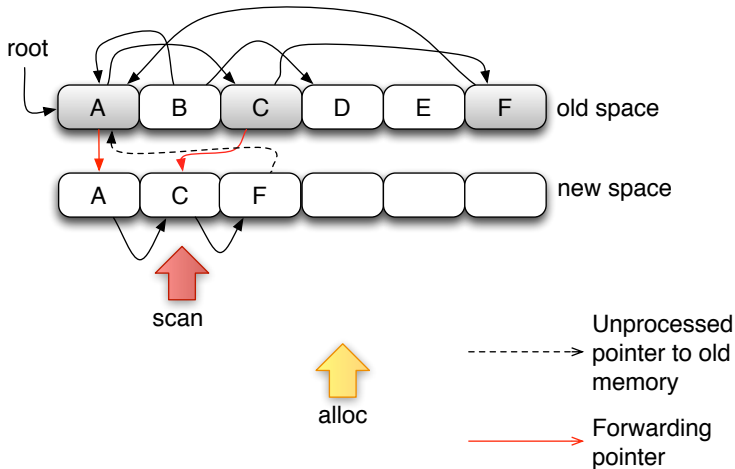 root
A B C D E F old space
A C F new space
scan
alloc
Unprocessed
pointer to old
memory
Forwarding
pointer